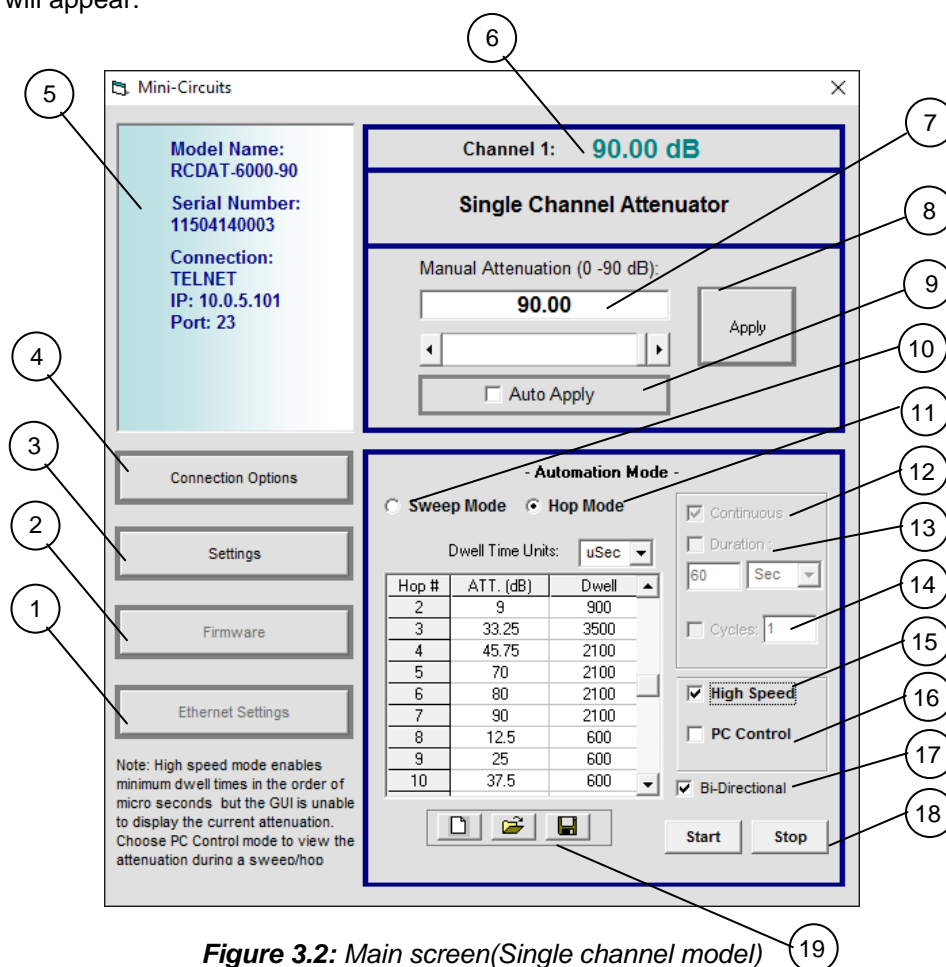 will appear.
6
Mini-Circuits
5
7
8
9
10
11
12
13
14
15
16
17
18
19
4
3
2
1
Model Name:
RCDAT-6000-90
Serial Number:
11504140003
Connection:
TELNET
IP: 10.0.5.101
Port: 23
Channel 1: 90.00 dB
Single Channel Attenuator
Manual Attenuation (0 -90 dB):
90.00
Apply
Auto Apply
Connection Options
Settings
Firmware
Ethernet Settings
Note: High speed mode enables
minimum dwell times in the order of
micro seconds but the GUI is unable
to display the current attenuation.
Choose PC Control mode to view the
attenuation during a sweep/hop
- Automation Mode -
Sweep Mode Hop Mode
Dwell Time Units: uSec
Hop # ATT. (dB) Dwell
2 9 900
3 33.25 3500
4 45.75 2100
5 70 2100
6 80 2100
7 90 2100
8 12.5 600
9 25 600
10 37.5 600
Continuous
Duration :
60 Sec
Cycles: 1
High Speed
PC Control
Bi-Directional
Start Stop
Figure 3.2: Main screen(Single channel model)